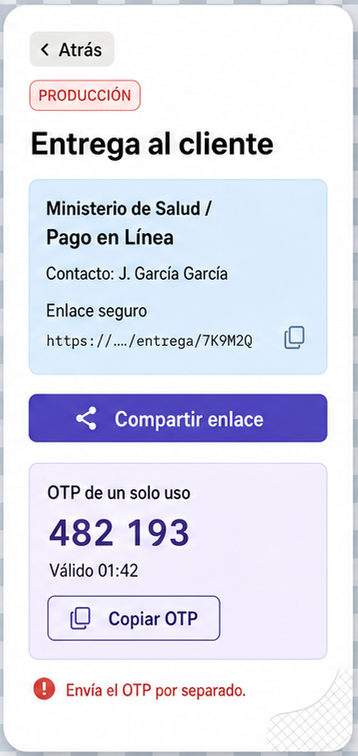 Atrás
PRODUCCIÓN
Entrega al cliente
Ministerio de Salud /
Pago en Línea
Contacto: J. García García
Enlace seguro
https://…./entrega/7K9M2Q
Compartir enlace
OTP de un solo uso
482 193
Válido 01:42
Copiar OTP
Envía el OTP por separado.